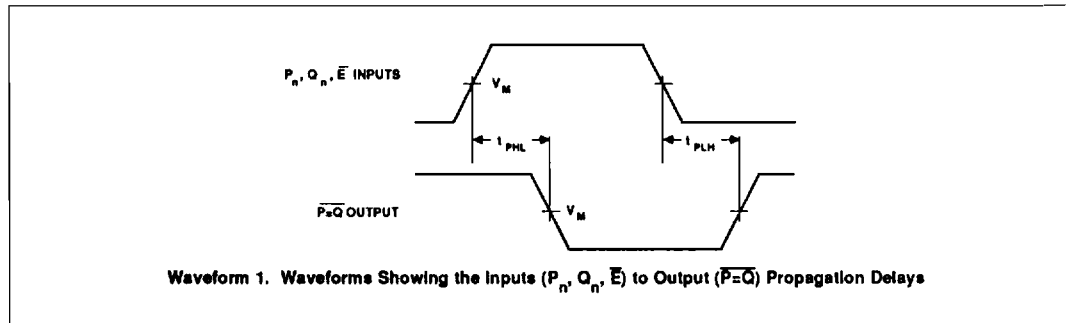 Pn, Qn, E̅ INPUTS
VM
tPHL
tPLH
P̅=̅Q̅ OUTPUT
VM
Waveform 1. Waveforms Showing the Inputs (Pn, Qn, E̅) to Output (P̅=̅Q̅) Propagation Delays